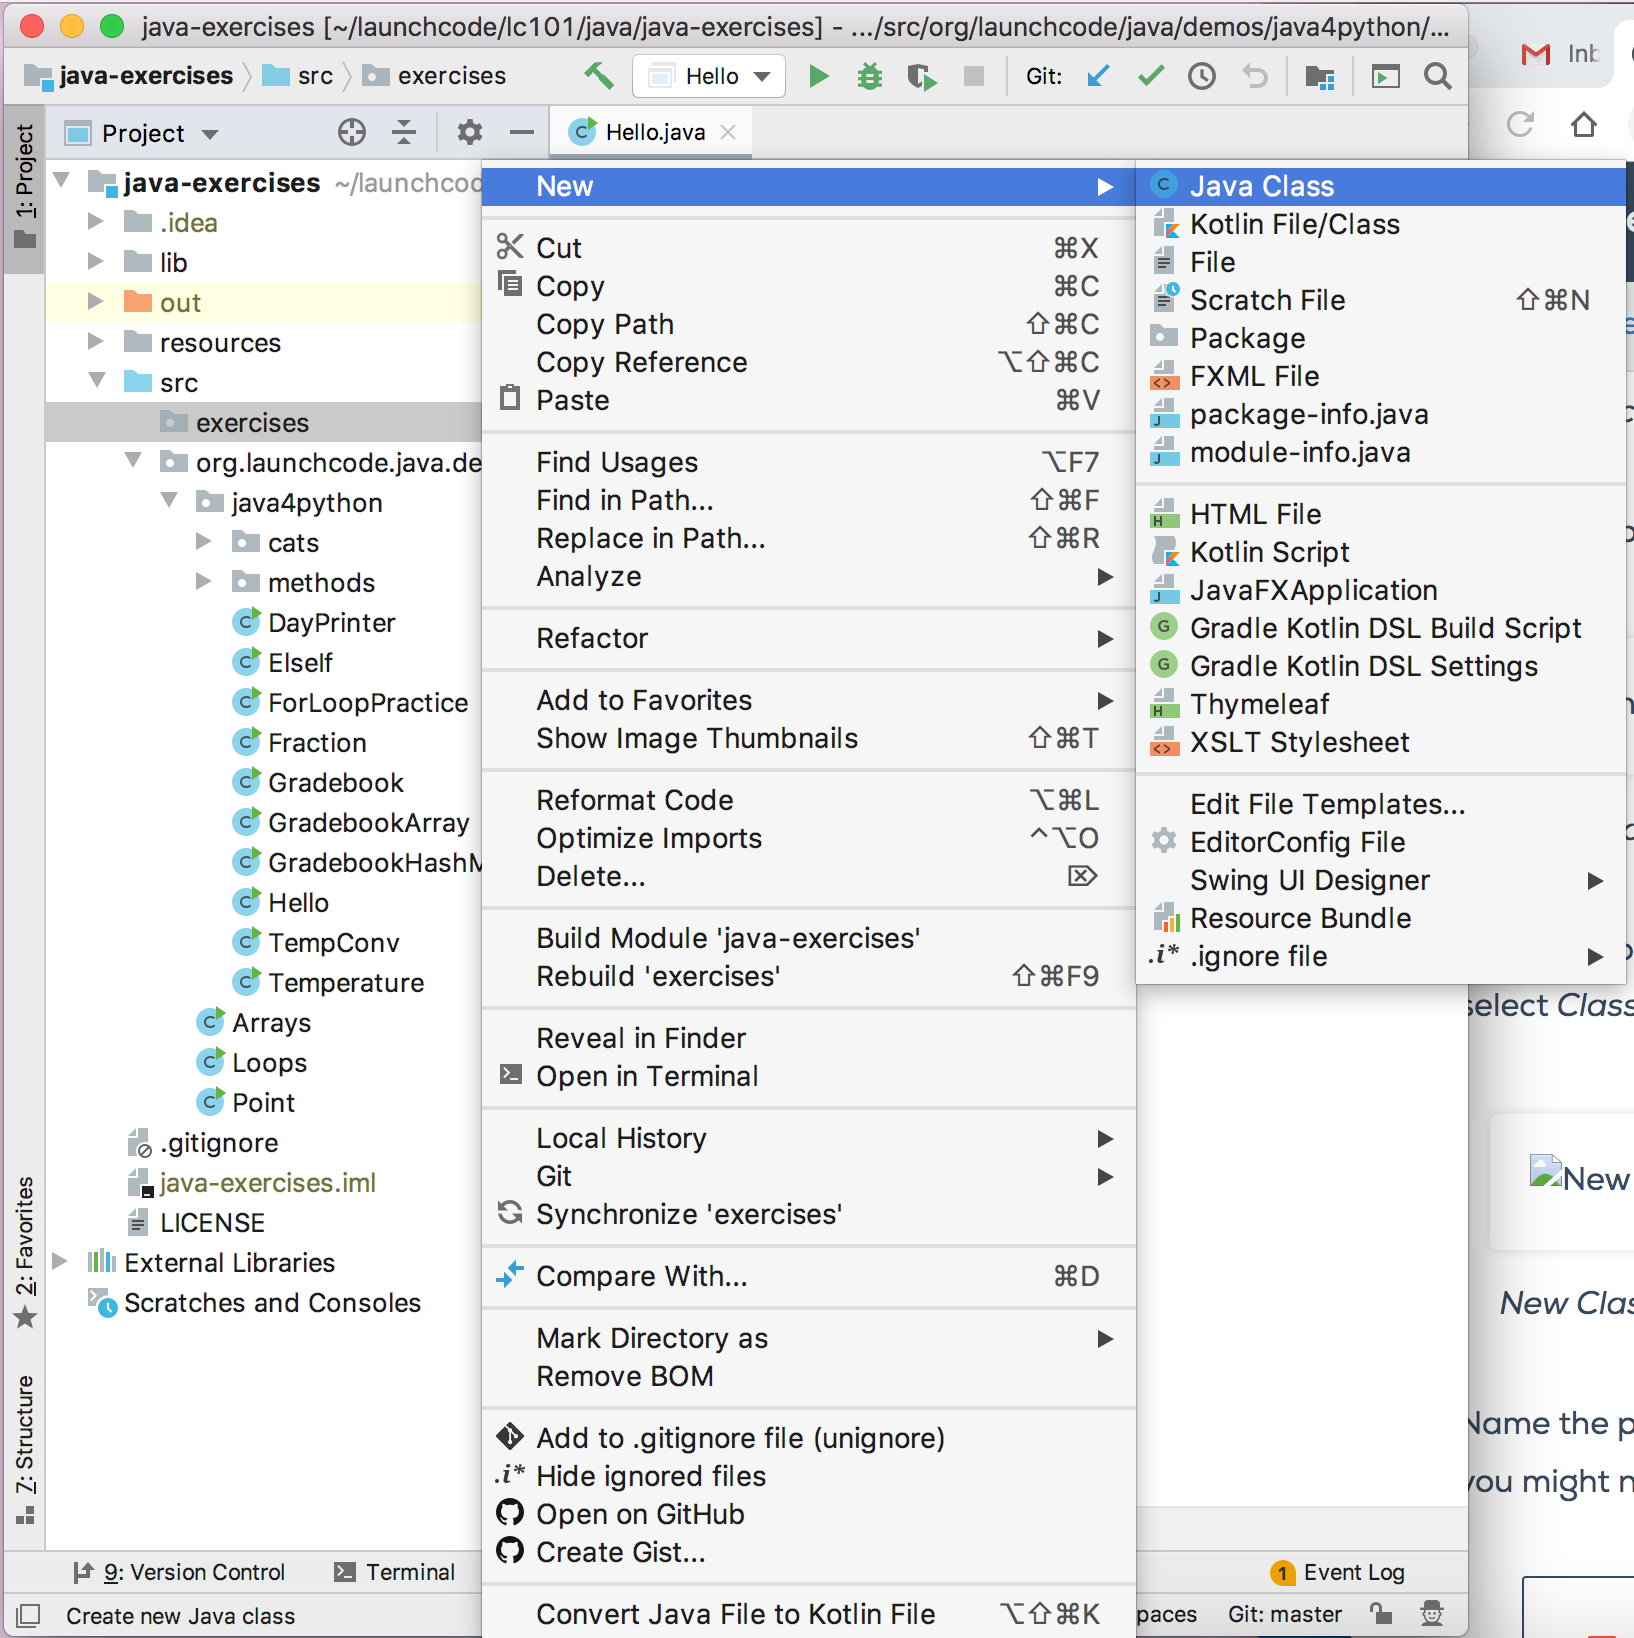 java-exercises [~/launchcode/lc101/java/java-exercises] - .../src/org/launchcode/java/demos/java4python/...
java-exercises src exercises Hello Git:
Project Hello.java
1: Project
java-exercises ~/launchcod
.idea
lib
out
resources
src
exercises
org.launchcode.java.de
java4python
cats
methods
DayPrinter
ElseIf
ForLoopPractice
Fraction
Gradebook
GradebookArray
GradebookHashM
Hello
TempConv
Temperature
Arrays
Loops
Point
.gitignore
java-exercises.iml
LICENSE
External Libraries
Scratches and Consoles
2: Favorites
7: Structure
New
Cut ⌘X
Copy ⌘C
Copy Path ⇧⌘C
Copy Reference ⌥⇧⌘C
Paste ⌘V
Find Usages ⌥F7
Find in Path... ⇧⌘F
Replace in Path... ⇧⌘R
Analyze
Refactor
Add to Favorites
Show Image Thumbnails ⇧⌘T
Reformat Code ⌥⌘L
Optimize Imports ^⌥O
Delete... ⌦
Build Module 'java-exercises'
Rebuild 'exercises' ⇧⌘F9
Reveal in Finder
Open in Terminal
Local History
Git
Synchronize 'exercises'
Compare With... ⌘D
Mark Directory as
Remove BOM
Add to .gitignore file (unignore)
.i* Hide ignored files
Open on GitHub
Create Gist...
Convert Java File to Kotlin File ⌥⇧⌘K
Java Class
Kotlin File/Class
File
Scratch File ⇧⌘N
Package
FXML File
package-info.java
module-info.java
HTML File
Kotlin Script
JavaFXApplication
Gradle Kotlin DSL Build Script
Gradle Kotlin DSL Settings
Thymeleaf
XSLT Stylesheet
Edit File Templates...
EditorConfig File
Swing UI Designer
Resource Bundle
.i* .ignore file
Inb
select Class
New
New Clas
Name the p
you might n
9: Version Control Terminal 1 Event Log
Create new Java class paces Git: master